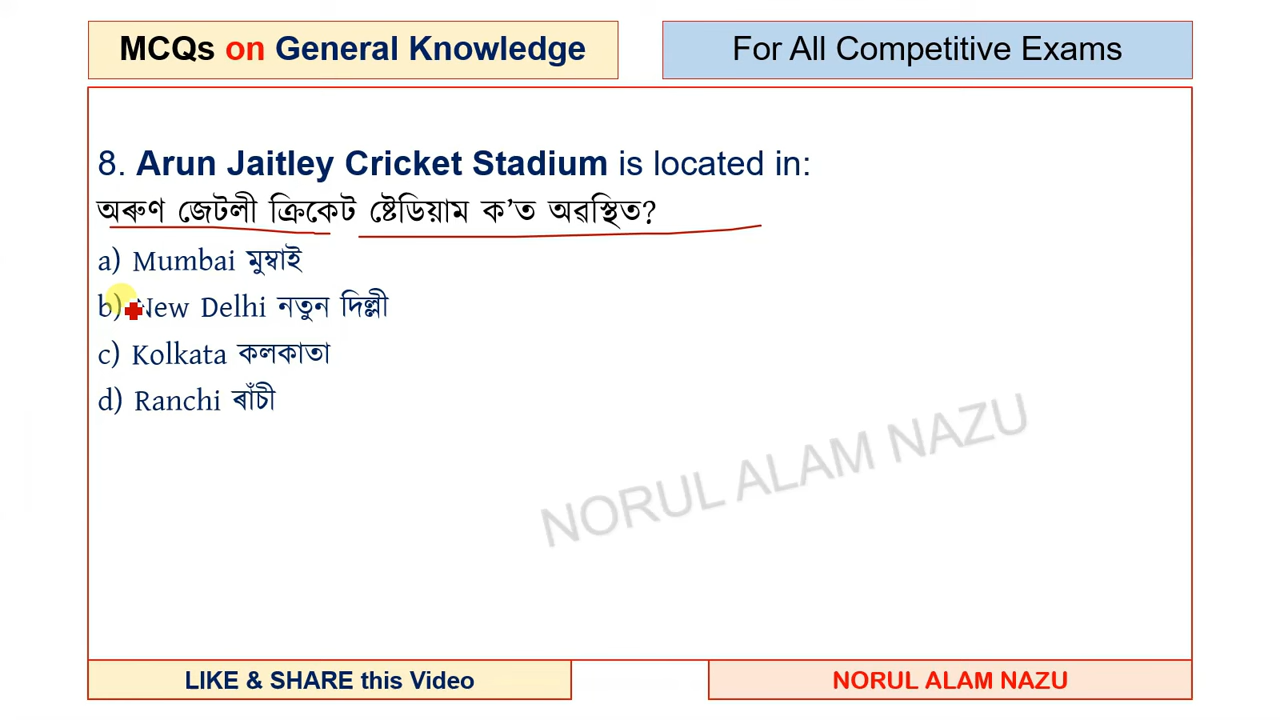 MCQs on General Knowledge
For All Competitive Exams
8. Arun Jaitley Cricket Stadium is located in:
অৰুণ জেটলী ক্ৰিকেট ষ্টেডিয়াম ক’ত অৱস্থিত?
a) Mumbai মুম্বাই
b) New Delhi নতুন দিল্লী
c) Kolkata কলকাতা
d) Ranchi ৰাঁচী
NORUL ALAM NAZU
LIKE & SHARE this Video
NORUL ALAM NAZU